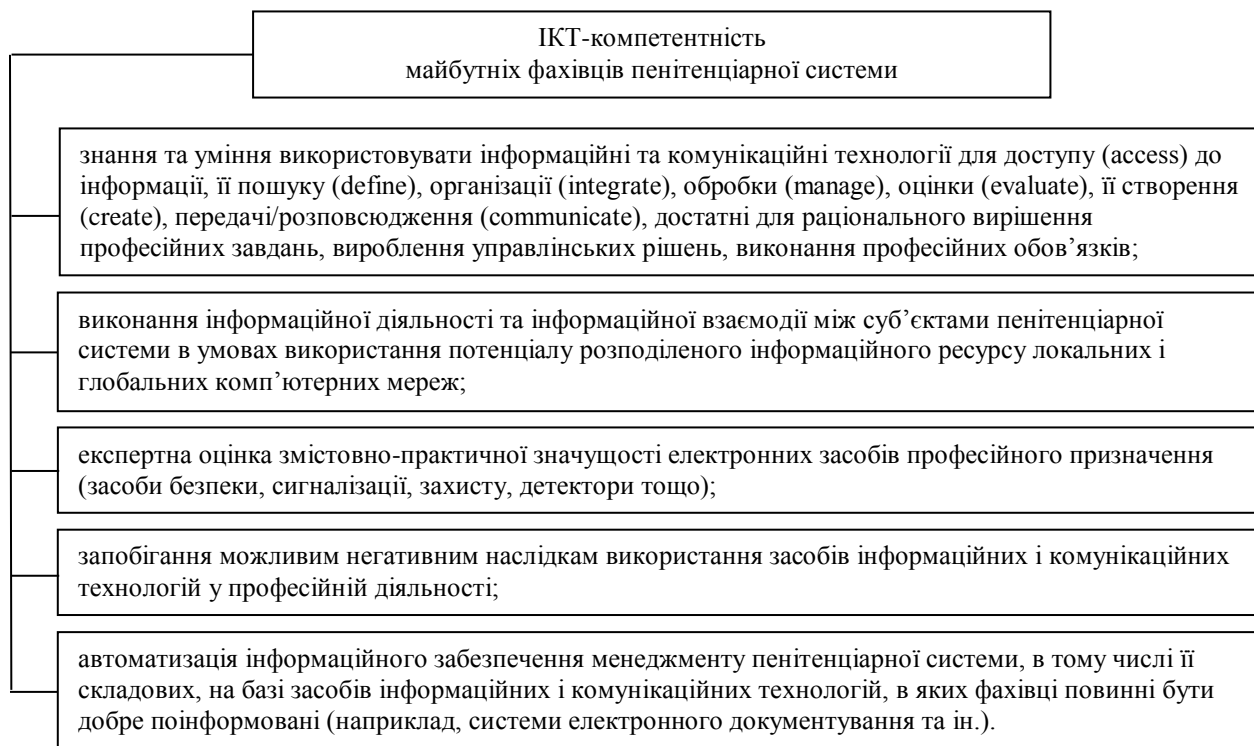 ІКТ-компетентність
майбутніх фахівців пенітенціарної системи
знання та уміння використовувати інформаційні та комунікаційні технології для доступу (access) до
інформації, її пошуку (define), організації (integrate), обробки (manage), оцінки (evaluate), її створення
(create), передачі/розповсюдження (communicate), достатні для раціонального вирішення
професійних завдань, вироблення управлінських рішень, виконання професійних обов’язків;
виконання інформаційної діяльності та інформаційної взаємодії між суб’єктами пенітенціарної
системи в умовах використання потенціалу розподіленого інформаційного ресурсу локальних і
глобальних комп’ютерних мереж;
експертна оцінка змістовно-практичної значущості електронних засобів професійного призначення
(засоби безпеки, сигналізації, захисту, детектори тощо);
запобігання можливим негативним наслідкам використання засобів інформаційних і комунікаційних
технологій у професійній діяльності;
автоматизація інформаційного забезпечення менеджменту пенітенціарної системи, в тому числі її
складових, на базі засобів інформаційних і комунікаційних технологій, в яких фахівці повинні бути
добре поінформовані (наприклад, системи електронного документування та ін.).